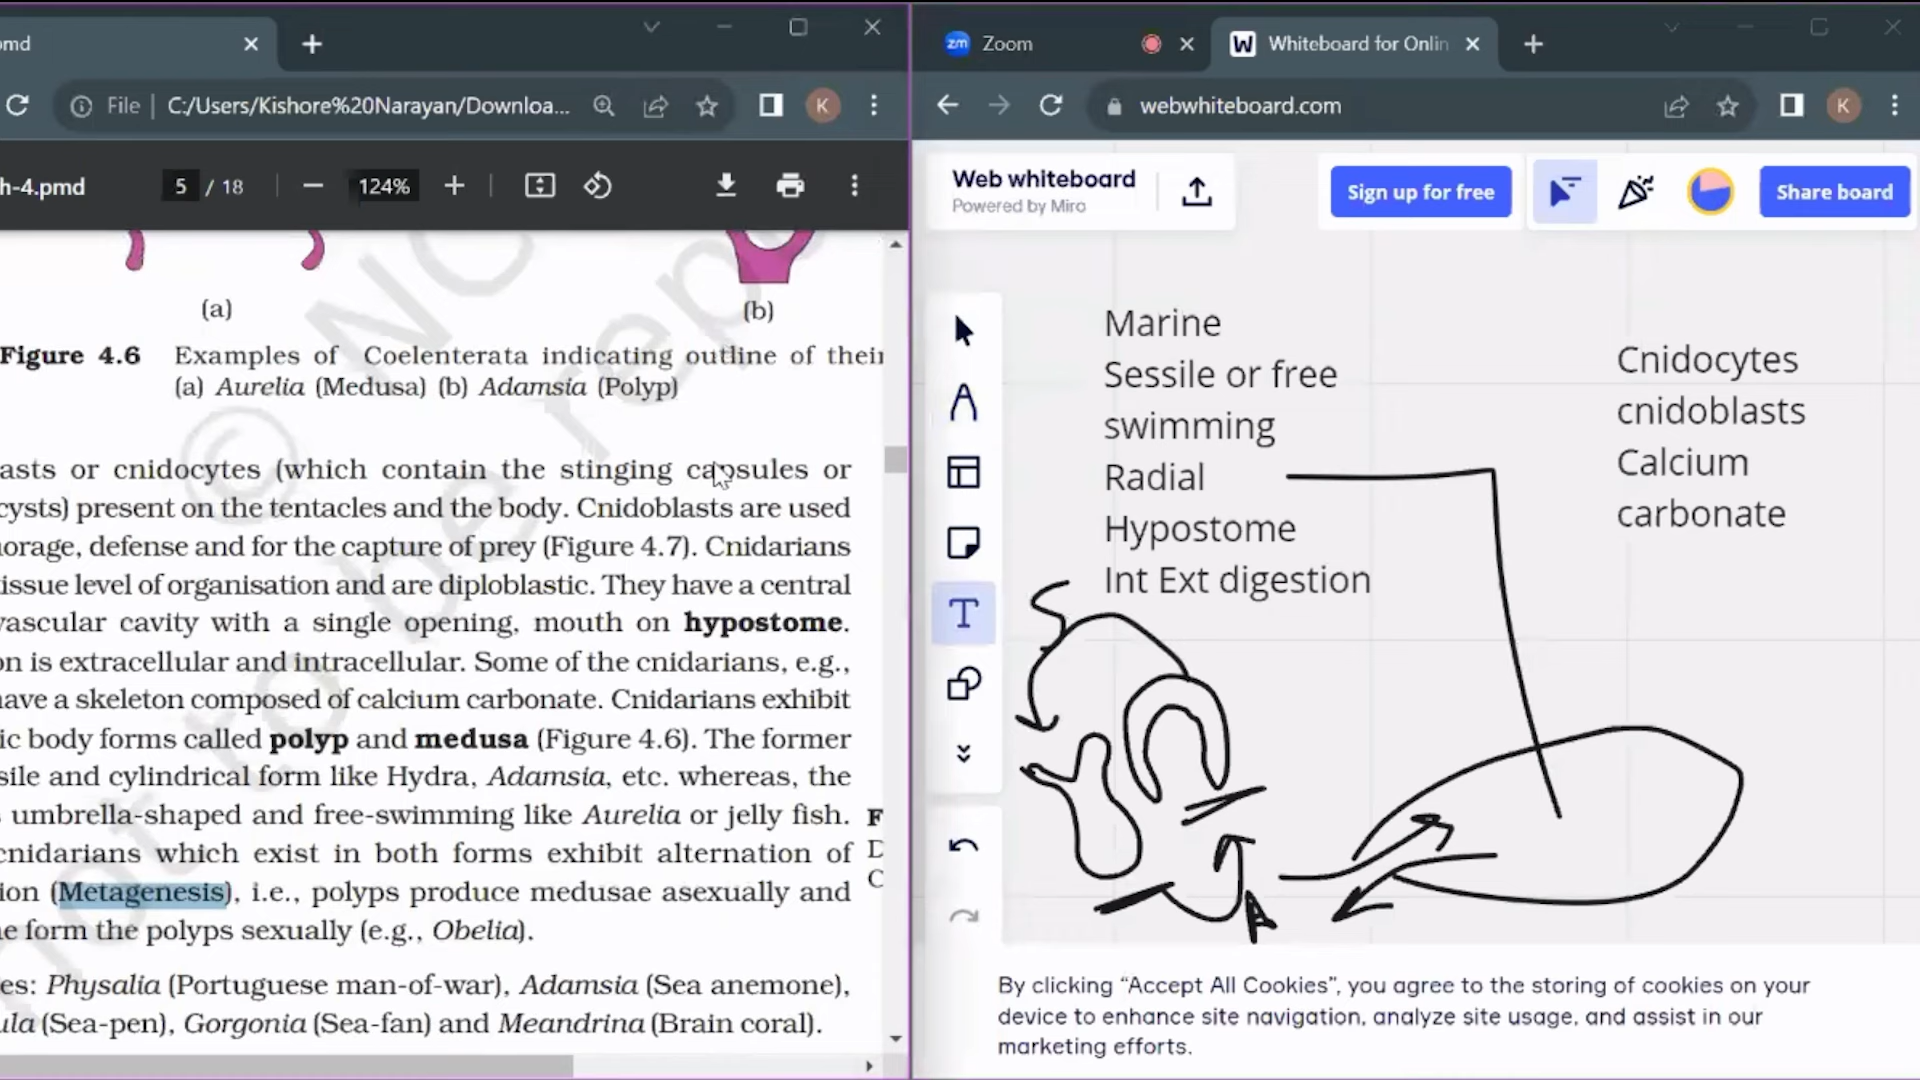 omd
File
C:/Users/Kishore%20Narayan/Downloa...
K
h-4.pmd
5 / 18
124%
(a)
(b)
Figure 4.6 Examples of Coelenterata indicating outline of their
(a) Aurelia (Medusa) (b) Adamsia (Polyp)
asts or cnidocytes (which contain the stinging capsules or
cysts) present on the tentacles and the body. Cnidoblasts are used
orage, defense and for the capture of prey (Figure 4.7). Cnidarians
tissue level of organisation and are diploblastic. They have a central
vascular cavity with a single opening, mouth on hypostome.
on is extracellular and intracellular. Some of the cnidarians, e.g.,
have a skeleton composed of calcium carbonate. Cnidarians exhibit
ic body forms called polyp and medusa (Figure 4.6). The former
sile and cylindrical form like Hydra, Adamsia, etc. whereas, the
s umbrella-shaped and free-swimming like Aurelia or jelly fish.
cnidarians which exist in both forms exhibit alternation of
ion (Metagenesis), i.e., polyps produce medusae asexually and
e form the polyps sexually (e.g., Obelia).
es: Physalia (Portuguese man-of-war), Adamsia (Sea anemone),
ula (Sea-pen), Gorgonia (Sea-fan) and Meandrina (Brain coral).
F
D
C
© NC
not to be repu
zm Zoom
W Whiteboard for Onlin
webwhiteboard.com
K
Web whiteboard
Powered by Miro
Sign up for free
Share board
Marine
Sessile or free
swimming
Radial
Hypostome
Int Ext digestion
Cnidocytes
cnidoblasts
Calcium
carbonate
S
A
By clicking “Accept All Cookies”, you agree to the storing of cookies on your
device to enhance site navigation, analyze site usage, and assist in our
marketing efforts.